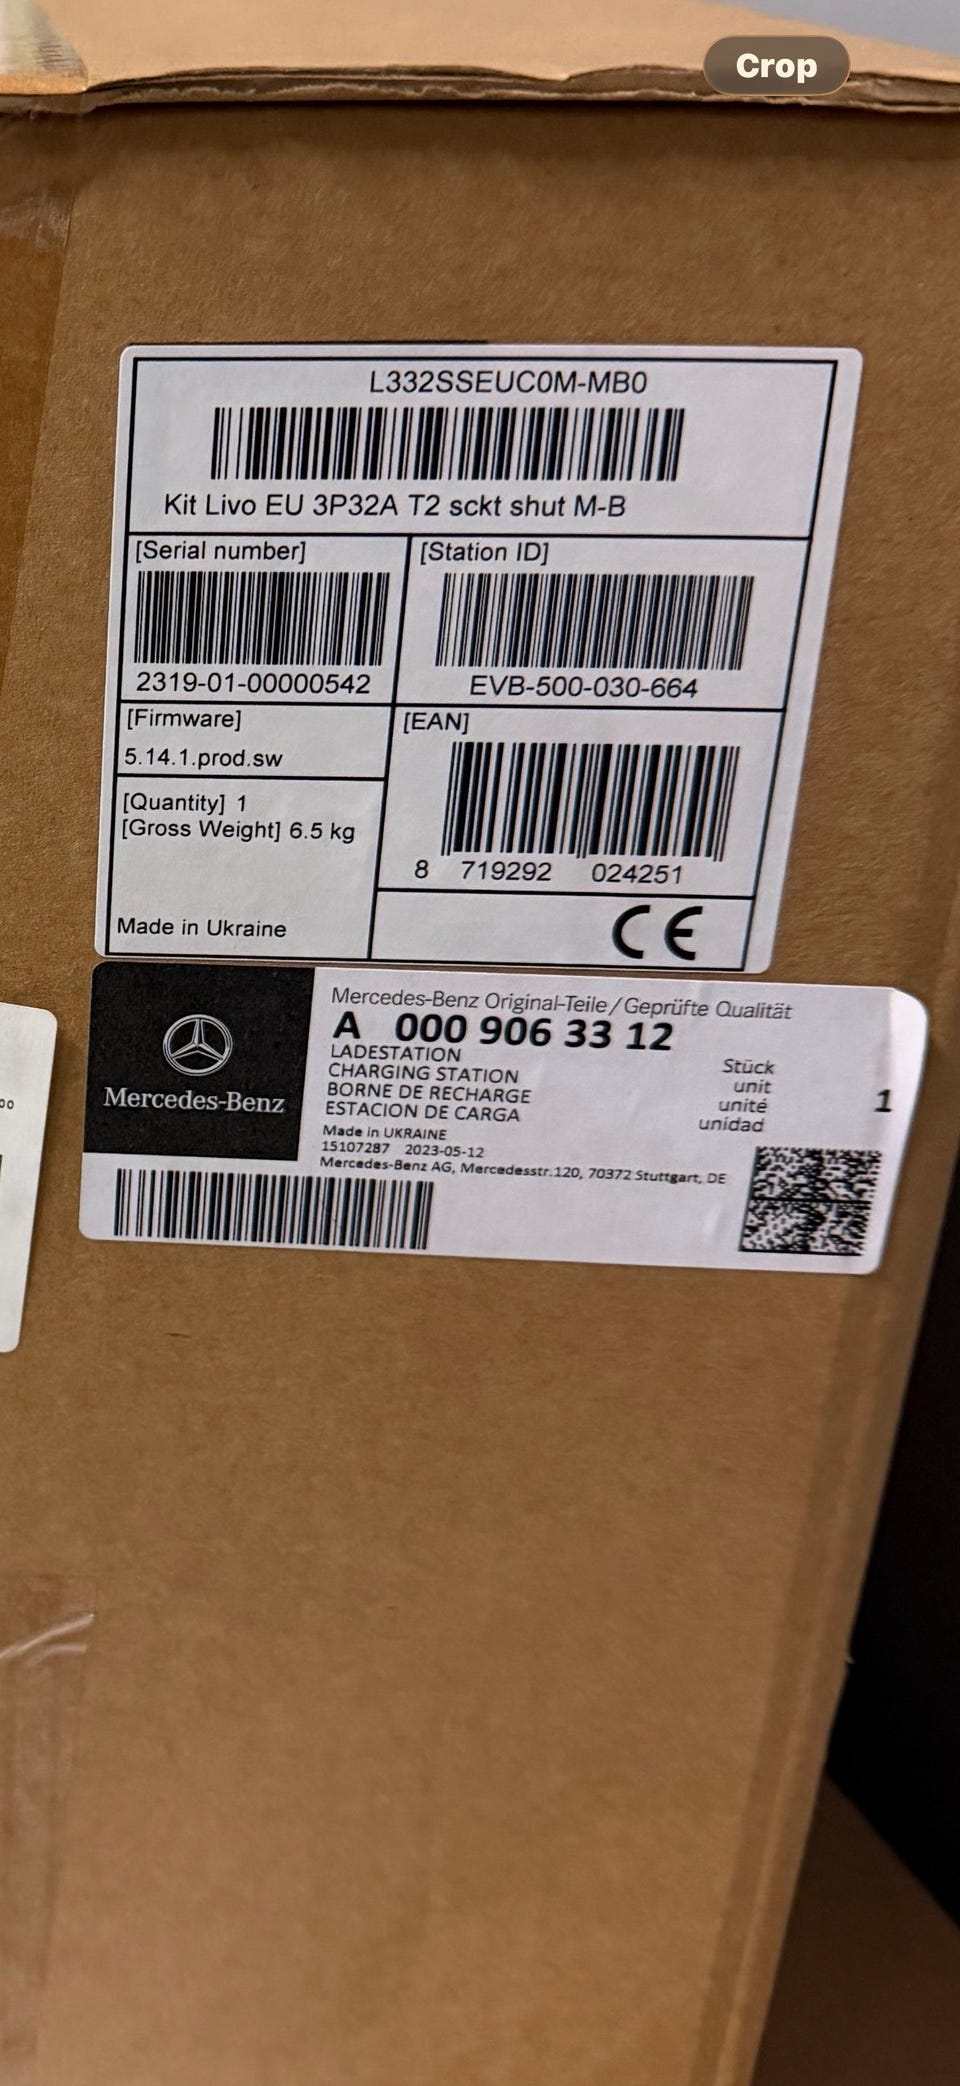 Crop
L332SSEUC0M-MB0
Kit Livo EU 3P32A T2 sckt shut M-B
[Serial number]
2319-01-00000542
[Station ID]
EVB-500-030-664
[Firmware]
5.14.1.prod.sw
[EAN]
8 719292 024251
[Quantity] 1
[Gross Weight] 6.5 kg
Made in Ukraine
CE
Mercedes-Benz
Mercedes-Benz Original-Teile / Geprüfte Qualität
A 000 906 33 12
LADESTATION
CHARGING STATION
BORNE DE RECHARGE
ESTACION DE CARGA
Stück
unit
unité
unidad
1
Made in UKRAINE
15107287 2023-05-12
Mercedes-Benz AG, Mercedesstr.120, 70372 Stuttgart, DE